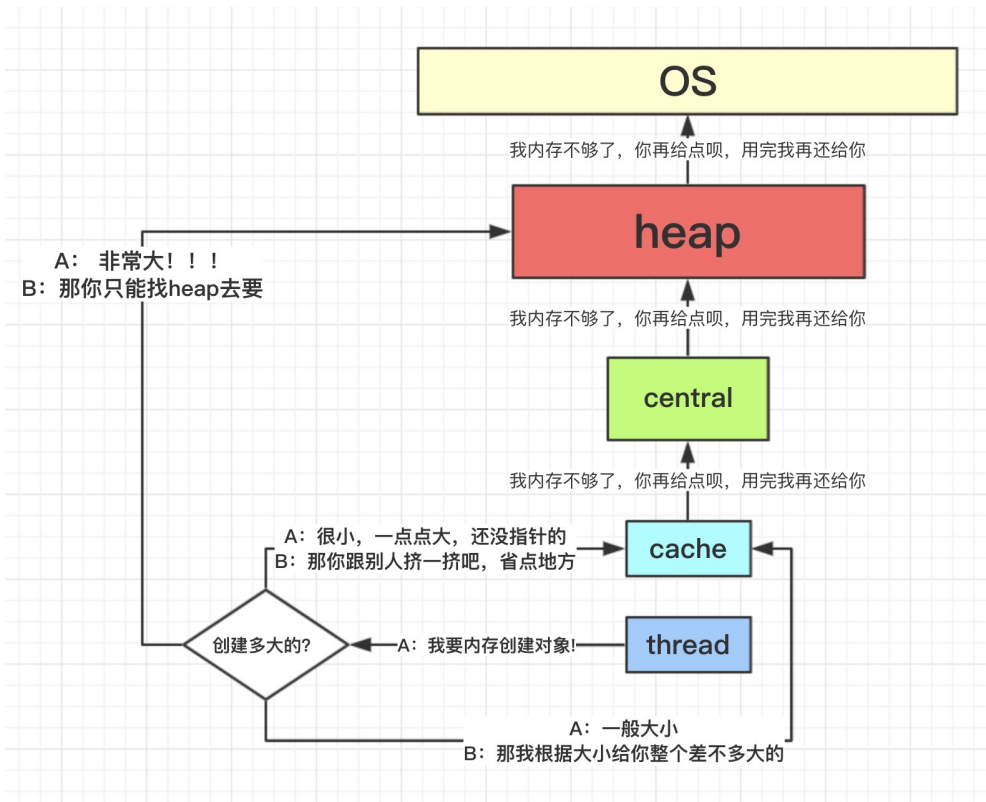 OS
我内存不够了，你再给点呗，用完我再还给你
heap
A： 非常大！！！
B：那你只能找heap去要
我内存不够了，你再给点呗，用完我再还给你
central
我内存不够了，你再给点呗，用完我再还给你
A：很小，一点点大，还没指针的
B：那你跟别人挤一挤吧，省点地方
cache
创建多大的？
A：我要内存创建对象!
thread
A：一般大小
B：那我根据大小给你整个差不多大的